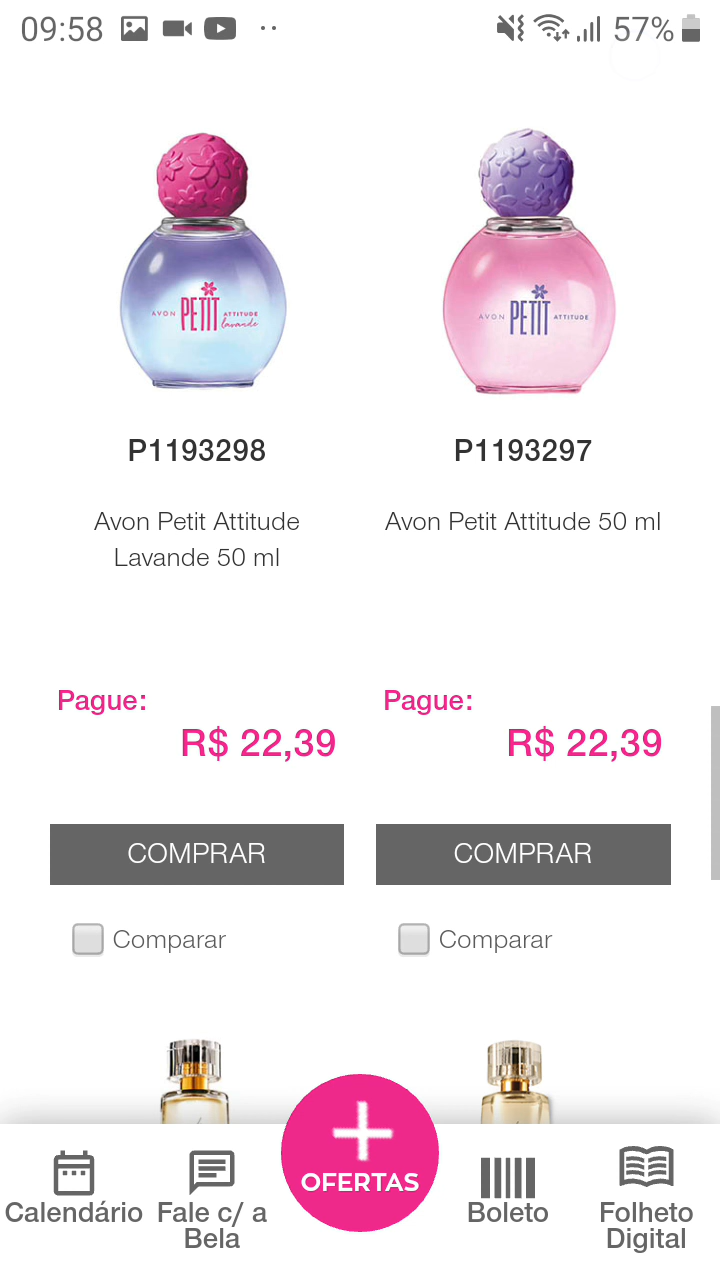 09:58
57%
AVON PETIT ATTITUDE
lavande
AVON PETIT ATTITUDE
P1193298
P1193297
Avon Petit Attitude
Lavande 50 ml
Avon Petit Attitude 50 ml
Pague:
R$ 22,39
Pague:
R$ 22,39
COMPRAR
COMPRAR
Comparar
Comparar
OFERTAS
Calendário
Fale c/ a
Bela
Boleto
Folheto
Digital